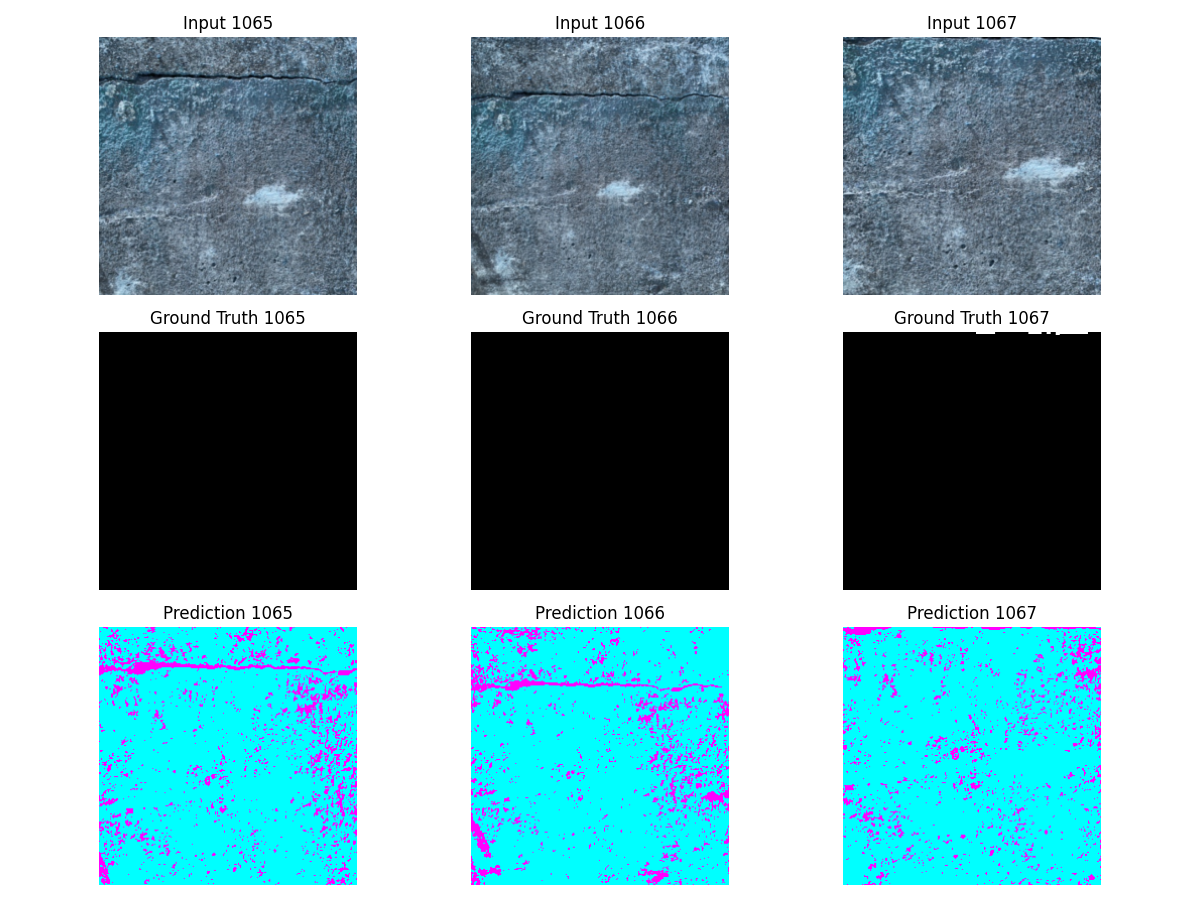 Input 1065
Input 1066
Input 1067
Ground Truth 1065
Ground Truth 1066
Ground Truth 1067
Prediction 1065
Prediction 1066
Prediction 1067